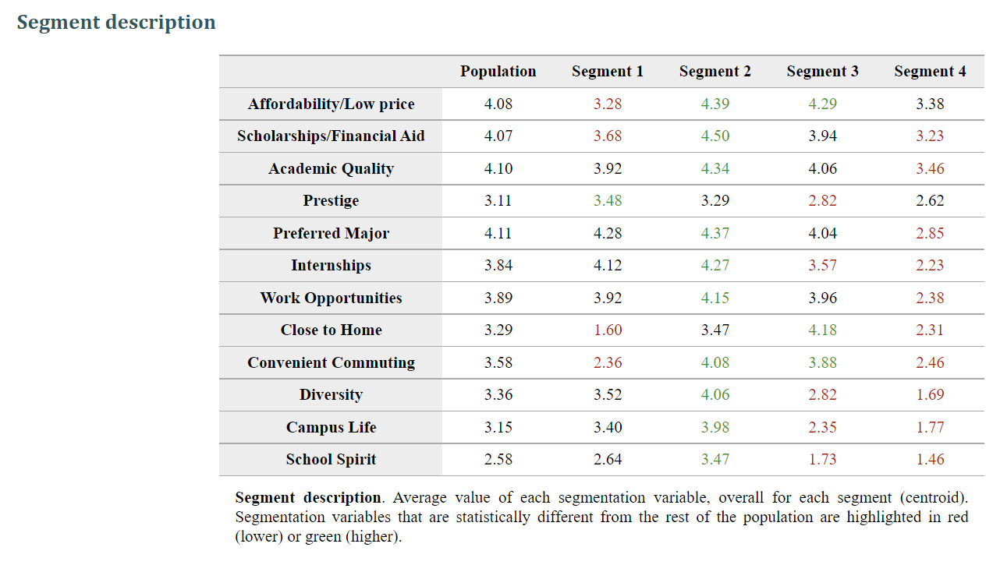 Segment description
Population Segment 1 Segment 2 Segment 3 Segment 4
Affordability/Low price 4.08 3.28 4.39 4.29 3.38
Scholarships/Financial Aid 4.07 3.68 4.50 3.94 3.23
Academic Quality 4.10 3.92 4.34 4.06 3.46
Prestige 3.11 3.48 3.29 2.82 2.62
Preferred Major 4.11 4.28 4.37 4.04 2.85
Internships 3.84 4.12 4.27 3.57 2.23
Work Opportunities 3.89 3.92 4.15 3.96 2.38
Close to Home 3.29 1.60 3.47 4.18 2.31
Convenient Commuting 3.58 2.36 4.08 3.88 2.46
Diversity 3.36 3.52 4.06 2.82 1.69
Campus Life 3.15 3.40 3.98 2.35 1.77
School Spirit 2.58 2.64 3.47 1.73 1.46
Segment description. Average value of each segmentation variable, overall for each segment (centroid).
Segmentation variables that are statistically different from the rest of the population are highlighted in red
(lower) or green (higher).